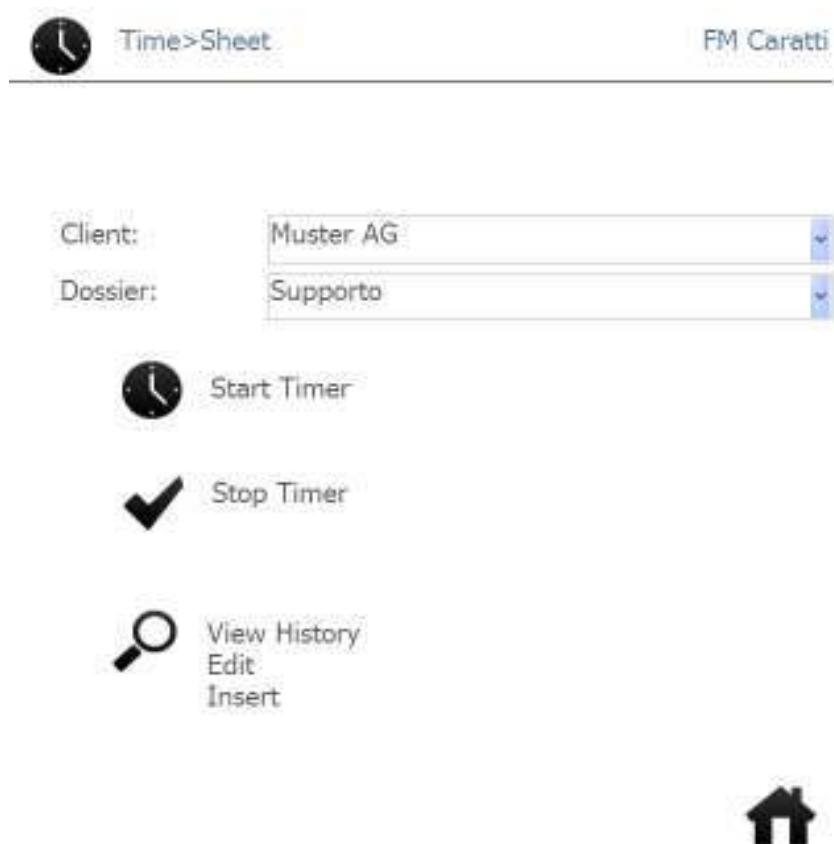 Time>Sheet FM Caratti
Client: Muster AG
Dossier: Supporto
Start Timer
Stop Timer
View History
Edit
Insert